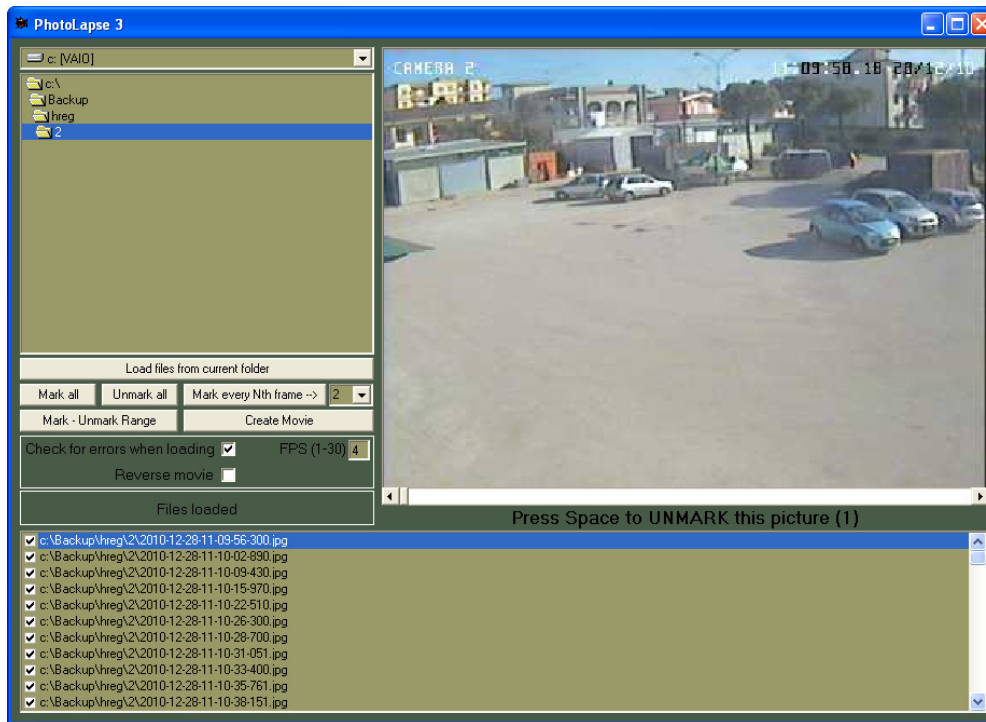 PhotoLapse 3
c: [VAIO]
c:\
Backup
hreg
2
Load files from current folder
Mark all
Unmark all
Mark every Nth frame -->
2
Mark - Unmark Range
Create Movie
Check for errors when loading
FPS (1-30)
4
Reverse movie
Files loaded
CAMERA 2
11:09:58.18 28/12/10
Press Space to UNMARK this picture (1)
c:\Backup\hreg\2\2010-12-28-11-09-56-300.jpg
c:\Backup\hreg\2\2010-12-28-11-10-02-890.jpg
c:\Backup\hreg\2\2010-12-28-11-10-09-430.jpg
c:\Backup\hreg\2\2010-12-28-11-10-15-970.jpg
c:\Backup\hreg\2\2010-12-28-11-10-22-510.jpg
c:\Backup\hreg\2\2010-12-28-11-10-26-300.jpg
c:\Backup\hreg\2\2010-12-28-11-10-28-700.jpg
c:\Backup\hreg\2\2010-12-28-11-10-31-051.jpg
c:\Backup\hreg\2\2010-12-28-11-10-33-400.jpg
c:\Backup\hreg\2\2010-12-28-11-10-35-761.jpg
c:\Backup\hreg\2\2010-12-28-11-10-38-151.jpg